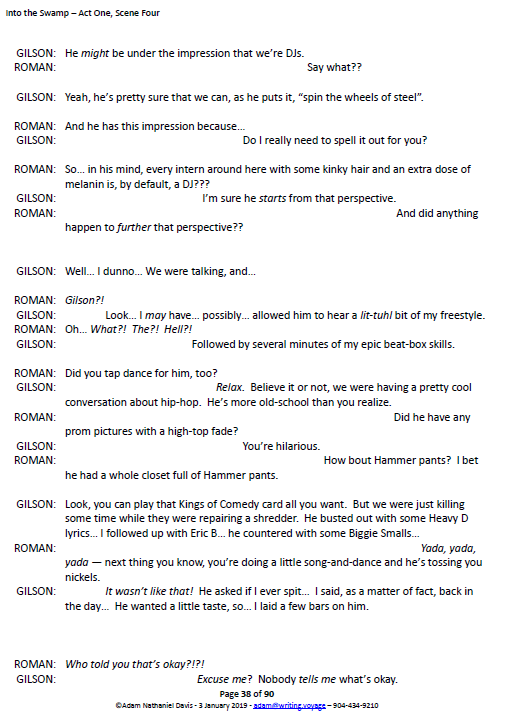 Into the Swamp – Act One, Scene Four
GILSON: He might be under the impression that we're DJs.
ROMAN: Say what??
GILSON: Yeah, he's pretty sure that we can, as he puts it, “spin the wheels of steel”.
ROMAN: And he has this impression because...
GILSON: Do I really need to spell it out for you?
ROMAN: So... in his mind, every intern around here with some kinky hair and an extra dose of
melanin is, by default, a DJ???
GILSON: I'm sure he starts from that perspective.
ROMAN: And did anything
happen to further that perspective??
GILSON: Well... I dunno... We were talking, and...
ROMAN: Gilson?!
GILSON: Look... I may have... possibly... allowed him to hear a lit-tuhl bit of my freestyle.
ROMAN: Oh... What?! The?! Hell?!
GILSON: Followed by several minutes of my epic beat-box skills.
ROMAN: Did you tap dance for him, too?
GILSON: Relax. Believe it or not, we were having a pretty cool
conversation about hip-hop. He's more old-school than you realize.
ROMAN: Did he have any
prom pictures with a high-top fade?
GILSON: You're hilarious.
ROMAN: How bout Hammer pants? I bet
he had a whole closet full of Hammer pants.
GILSON: Look, you can play that Kings of Comedy card all you want. But we were just killing
some time while they were repairing a shredder. He busted out with some Heavy D
lyrics... I followed up with Eric B... he countered with some Biggie Smalls...
ROMAN: Yada, yada,
yada — next thing you know, you're doing a little song-and-dance and he's tossing you
nickels.
GILSON: It wasn't like that! He asked if I ever spit... I said, as a matter of fact, back in
the day... He wanted a little taste, so... I laid a few bars on him.
ROMAN: Who told you that's okay?!?!
GILSON: Excuse me? Nobody tells me what's okay.
Page 38 of 90
©Adam Nathaniel Davis - 3 January 2019 - adam@writing.voyage – 904-434-9210